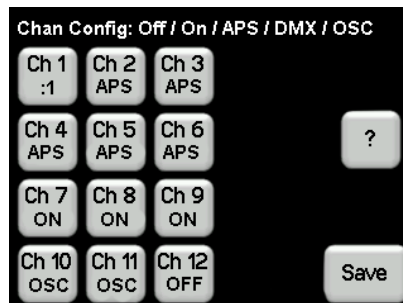 Chan Config: Off / On / APS / DMX / OSC
Ch 1 Ch 2 Ch 3
:1 APS APS
Ch 4 Ch 5 Ch 6
APS APS APS
?
Ch 7 Ch 8 Ch 9
ON ON ON
Ch 10 Ch 11 Ch 12
OSC OSC OFF
Save